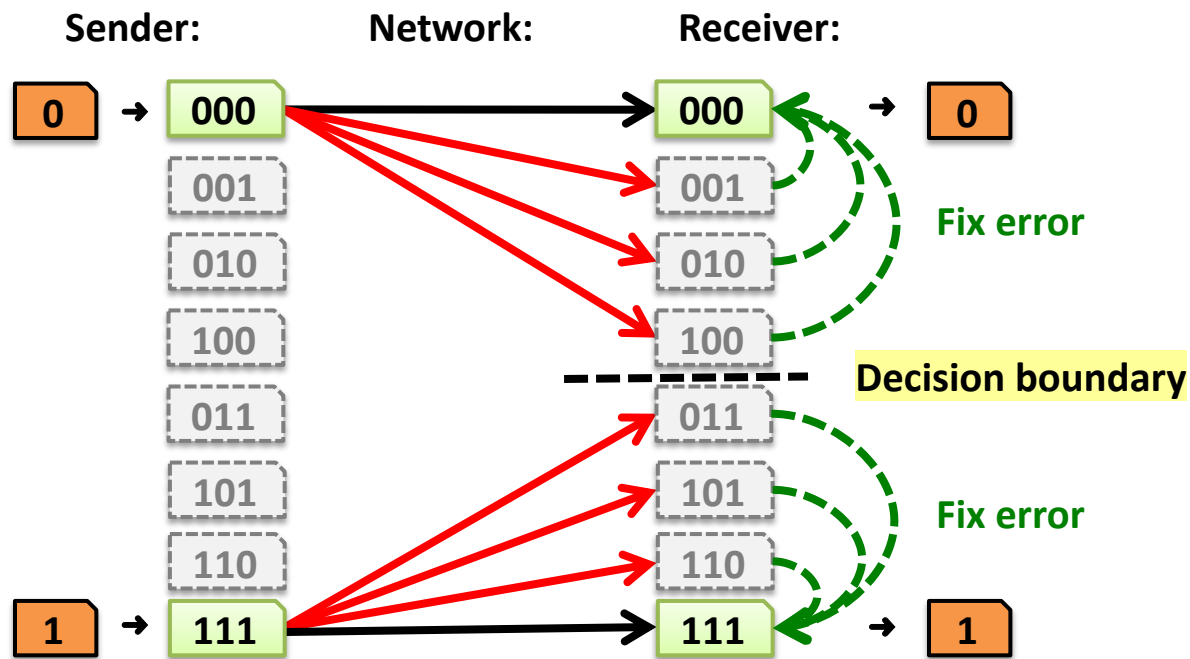 Sender: Network: Receiver:
0 000 000 0
001 001
010 010
Fix error
100 100
Decision boundary
011 011
101 101
Fix error
110 110
1 111 111 1